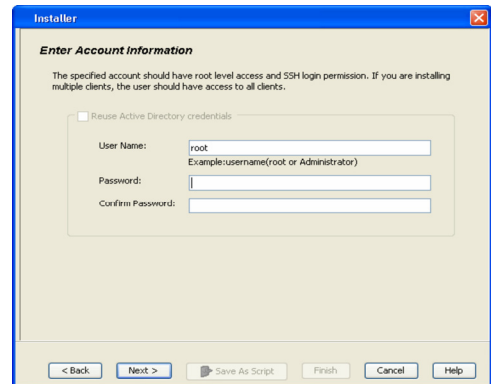 Installer
Enter Account Information
The specified account should have root level access and SSH login permission. If you are installing
multiple clients, the user should have access to all clients.
Reuse Active Directory credentials
User Name:
root
Example:username(root or Administrator)
Password:
Confirm Password:
< Back
Next >
Save As Script
Finish
Cancel
Help